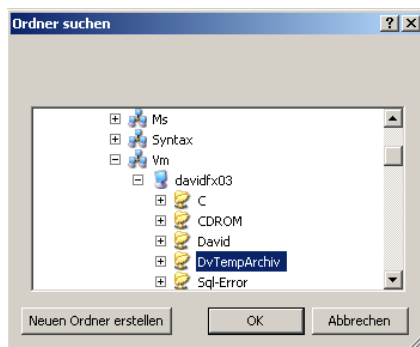 Ordner suchen
Ms
Syntax
Vm
davidfx03
C
CDROM
David
DvTempArchiv
Sql-Error
Neuen Ordner erstellen OK Abbrechen